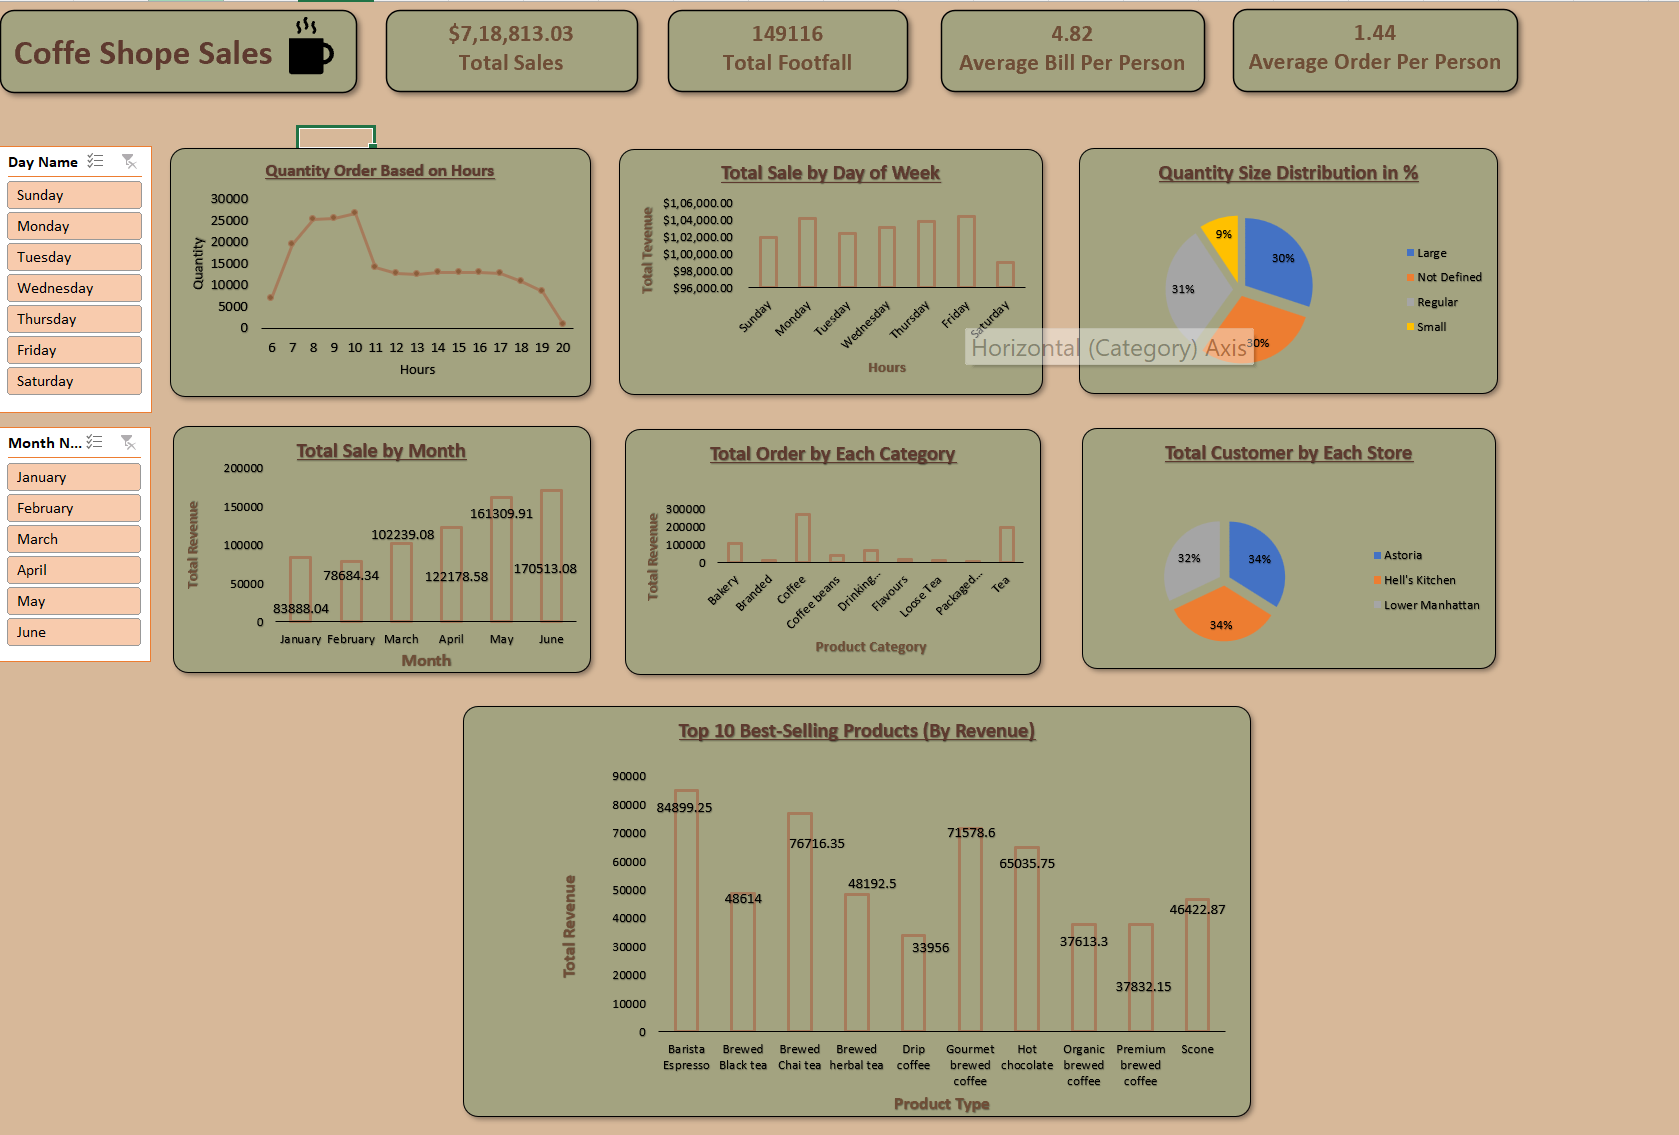 Coffe Shope Sales
$7,18,813.03
Total Sales
149116
Total Footfall
4.82
Average Bill Per Person
1.44
Average Order Per Person
Day Name
Sunday
Monday
Tuesday
Wednesday
Thursday
Friday
Saturday
Quantity Order Based on Hours
30000
25000
20000
15000
10000
5000
0
Quantity
6 7 8 9 10 11 12 13 14 15 16 17 18 19 20
Hours
Total Sale by Day of Week
Total Tevenue
$1,06,000.00
$1,04,000.00
$1,02,000.00
$1,00,000.00
$98,000.00
$96,000.00
Sunday Monday Tuesday Wednesday Thursday Friday Saturday
Hours
Horizontal (Category) Axis
Quantity Size Distribution in %
9%
30%
31%
30%
Large
Not Defined
Regular
Small
Month N...
January
February
March
April
May
June
Total Sale by Month
Total Revenue
200000
150000
100000
50000
0
83888.04
78684.34
102239.08
122178.58
161309.91
170513.08
January February March April May June
Month
Total Order by Each Category
Total Revenue
300000
200000
100000
0
Bakery Branded Coffee Coffee beans Drinking... Flavours Loose Tea Packaged... Tea
Product Category
Total Customer by Each Store
32%
34%
34%
Astoria
Hell's Kitchen
Lower Manhattan
Top 10 Best-Selling Products (By Revenue)
Total Revenue
90000
80000
70000
60000
50000
40000
30000
20000
10000
0
84899.25
48614
76716.35
48192.5
33956
71578.6
65035.75
37613.3
37832.15
46422.87
Barista Espresso
Brewed Black tea
Brewed Chai tea
Brewed herbal tea
Drip coffee
Gourmet brewed coffee
Hot chocolate
Organic brewed coffee
Premium brewed coffee
Scone
Product Type